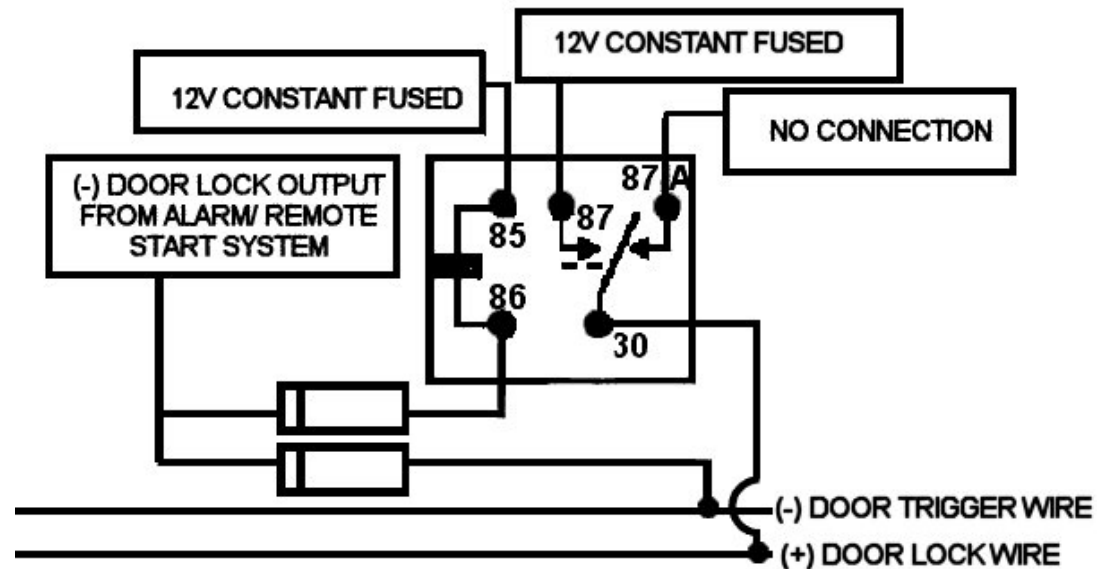 12V CONSTANT FUSED
12V CONSTANT FUSED
NO CONNECTION
(-) DOOR LOCK OUTPUT
FROM ALARM/ REMOTE
START SYSTEM
87 A
85
87
86
30
(-) DOOR TRIGGER WIRE
(+) DOOR LOCK WIRE